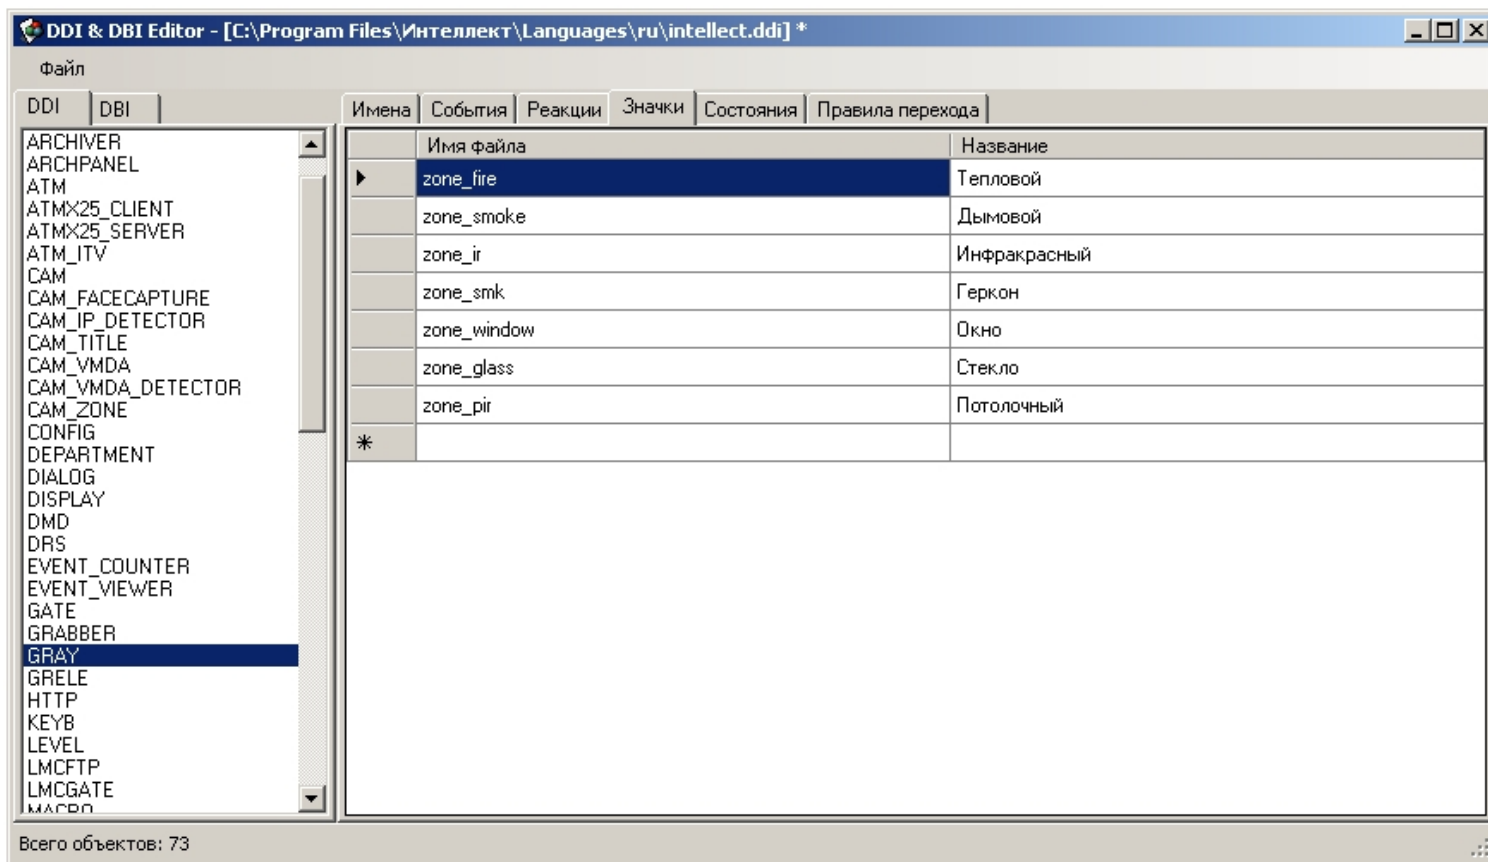 DDI & DBI Editor - [C:\Program Files\Интеллект\Languages\ru\intellect.ddi] *
Файл
DDI DBI
Имена События Реакции Значки Состояния Правила перехода
ARCHIVER
ARCHPANEL
ATM
ATMX25_CLIENT
ATMX25_SERVER
ATM_ITV
CAM
CAM_FACECAPTURE
CAM_IP_DETECTOR
CAM_TITLE
CAM_VMDA
CAM_VMDA_DETECTOR
CAM_ZONE
CONFIG
DEPARTMENT
DIALOG
DISPLAY
DMD
DRS
EVENT_COUNTER
EVENT_VIEWER
GATE
GRABBER
GRAY
GRELE
HTTP
KEYB
LEVEL
LMCFTP
LMCGATE
MACRO
Имя файла Название
zone_fire Тепловой
zone_smoke Дымовой
zone_ir Инфракрасный
zone_smk Геркон
zone_window Окно
zone_glass Стекло
zone_pir Потолочный
Всего объектов: 73